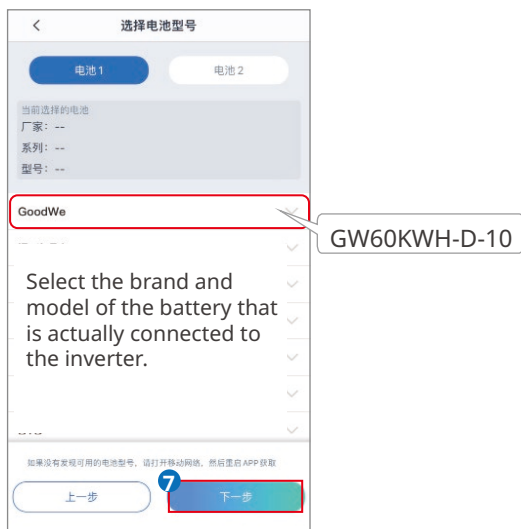 选择电池型号
电池1
电池2
当前选择的电池
厂家：--
系列：--
型号：--
GoodWe
GW60KWH-D-10
Select the brand and
model of the battery that
is actually connected to
the inverter.
如果没有发现可用的电池型号，请打开移动网络，然后重启APP获取
7
上一步
下一步